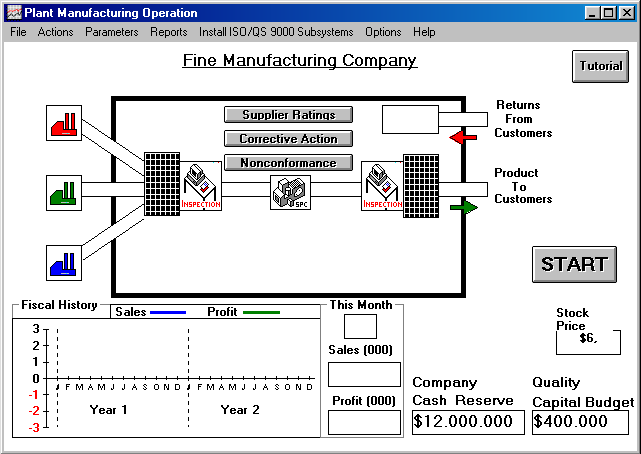 Plant Manufacturing Operation
File Actions Parameters Reports Install ISO/QS 9000 Subsystems Options Help
Fine Manufacturing Company
Tutorial
Supplier Ratings
Corrective Action
Nonconformance
Returns
From
Customers
INSPECTION
SPC
INSPECTION
Product
To
Customers
START
Fiscal History
Sales Profit
3
2
1
0
-1
-2
-3
A F M A M J J A S O N D J F M A M J J A S O N D
Year 1 Year 2
This Month
Sales (000)
Profit (000)
Stock
Price
$6,
Company
Cash Reserve
$12.000.000
Quality
Capital Budget
$400.000